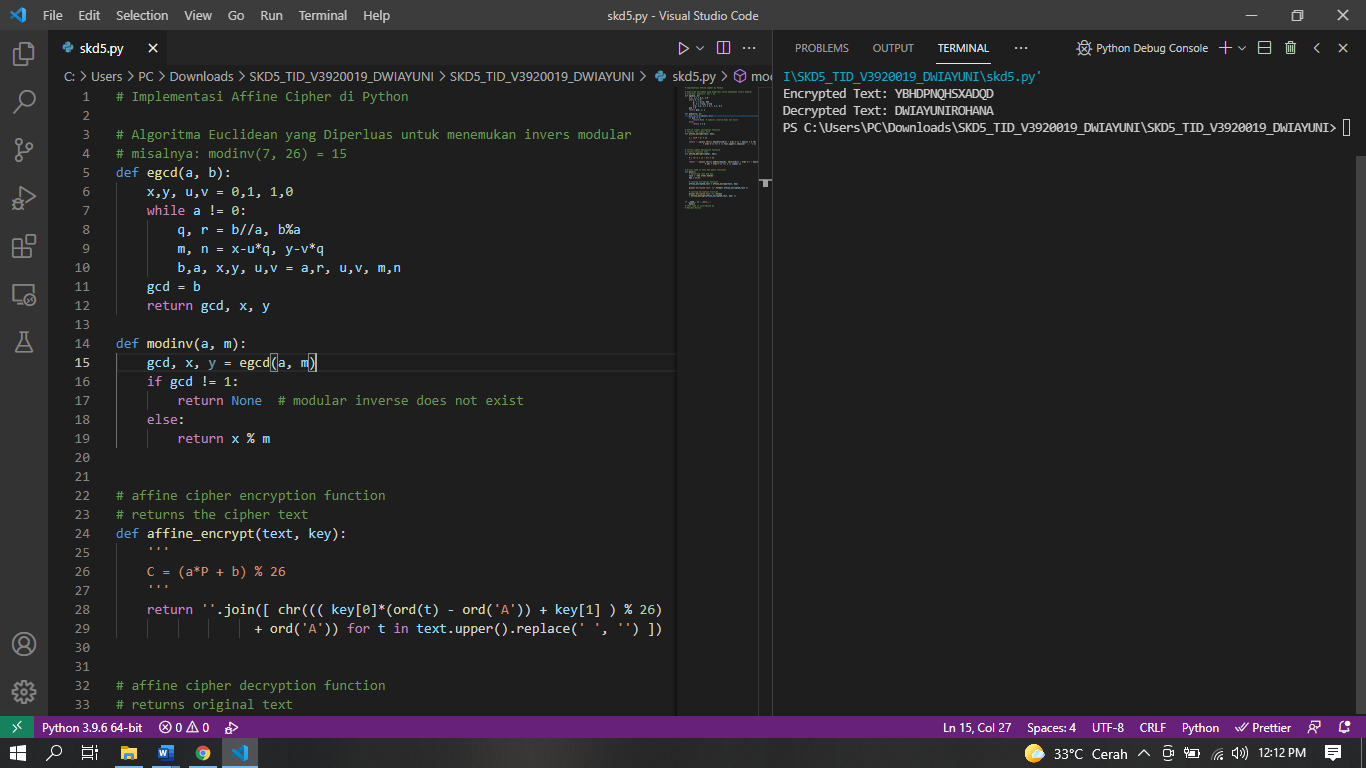 File Edit Selection View Go Run Terminal Help
skd5.py - Visual Studio Code
skd5.py
C: > Users > PC > Downloads > SKD5_TID_V3920019_DWIAYUNI > SKD5_TID_V3920019_DWIAYUNI > skd5.py > mod
1 # Implementasi Affine Cipher di Python
2
3 # Algoritma Euclidean yang Diperluas untuk menemukan invers modular
4 # misalnya: modinv(7, 26) = 15
5 def egcd(a, b):
6     x,y, u,v = 0,1, 1,0
7     while a != 0:
8         q, r = b//a, b%a
9         m, n = x-u*q, y-v*q
10         b,a, x,y, u,v = a,r, u,v, m,n
11     gcd = b
12     return gcd, x, y
13
14 def modinv(a, m):
15     gcd, x, y = egcd(a, m)
16     if gcd != 1:
17         return None  # modular inverse does not exist
18     else:
19         return x % m
20
21
22 # affine cipher encryption function
23 # returns the cipher text
24 def affine_encrypt(text, key):
25     '''
26     C = (a*P + b) % 26
27     '''
28     return ''.join([ chr((( key[0]*(ord(t) - ord('A')) + key[1] ) % 26)
29                   + ord('A')) for t in text.upper().replace(' ', '') ])
30
31
32 # affine cipher decryption function
33 # returns original text
PROBLEMS OUTPUT TERMINAL ··· Python Debug Console
I\SKD5_TID_V3920019_DWIAYUNI\skd5.py'
Encrypted Text: YBHDPNQHSXADQD
Decrypted Text: DWIAYUNIROHANA
PS C:\Users\PC\Downloads\SKD5_TID_V3920019_DWIAYUNI\SKD5_TID_V3920019_DWIAYUNI>
Python 3.9.6 64-bit 0 0 Ln 15, Col 27 Spaces: 4 UTF-8 CRLF Python Prettier
33°C Cerah 12:12 PM